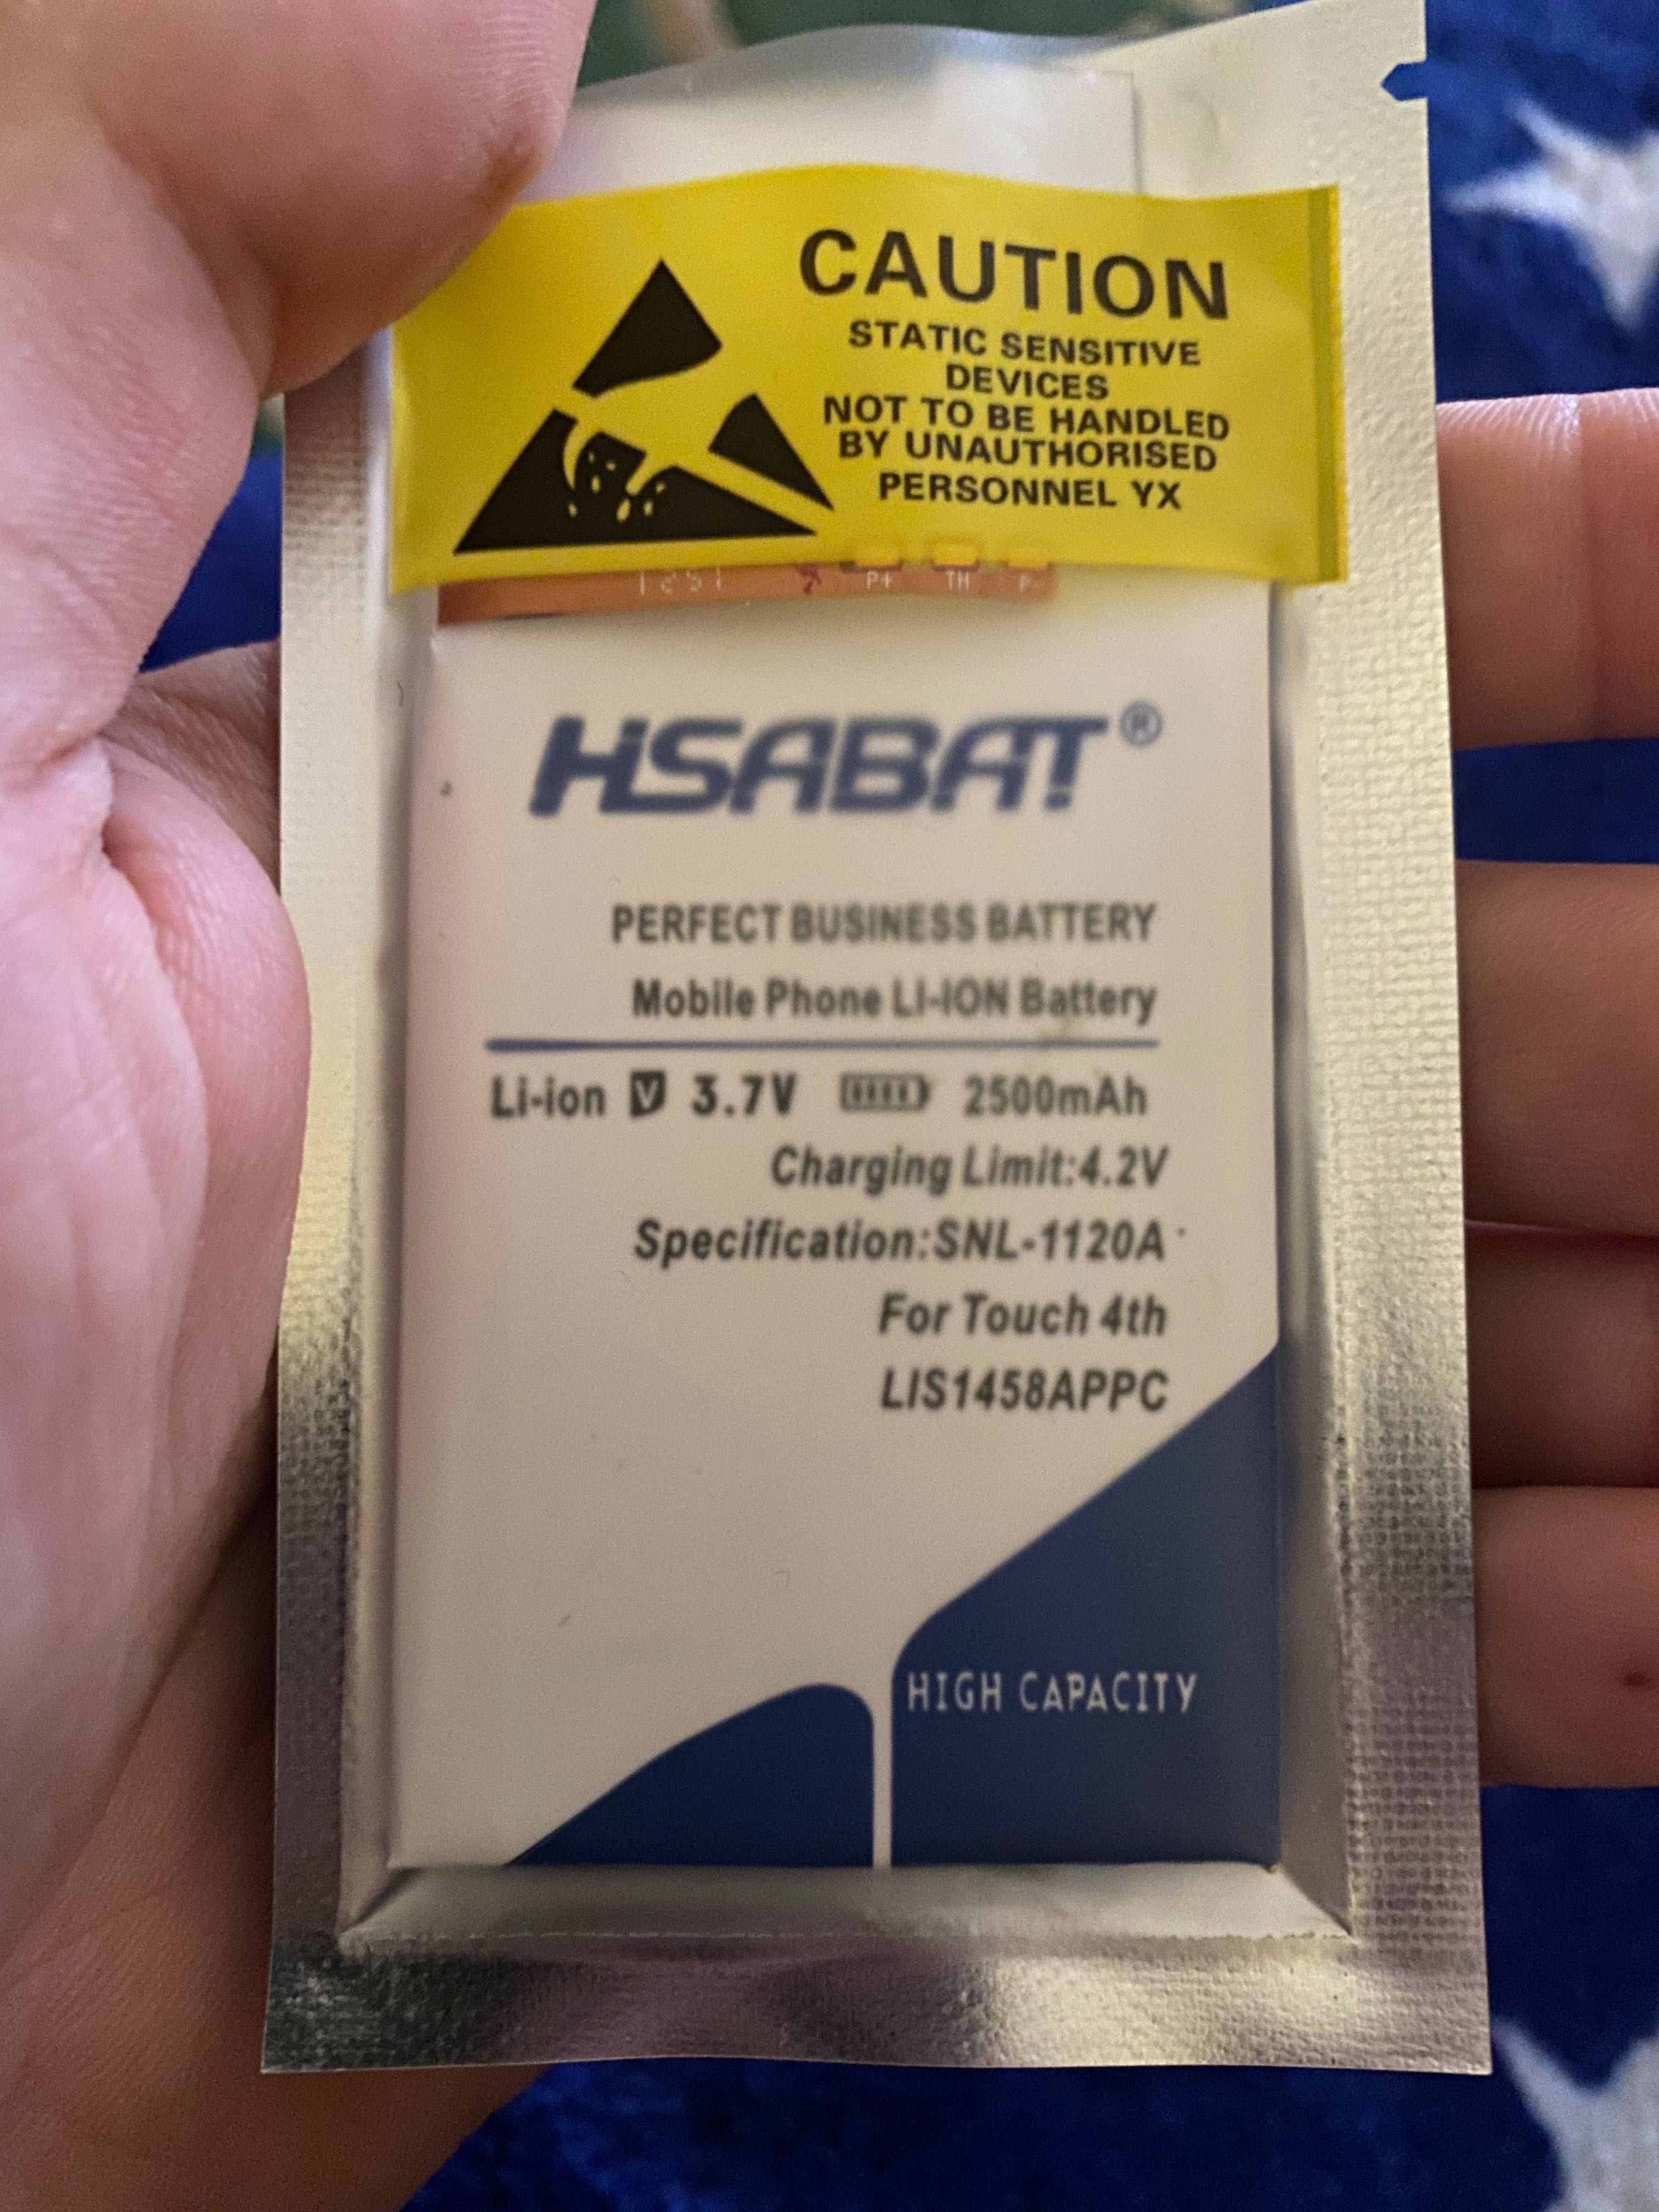 CAUTION
STATIC SENSITIVE
DEVICES
NOT TO BE HANDLED
BY UNAUTHORISED
PERSONNEL YX
1251
P+ TH P-
HSABAT®
PERFECT BUSINESS BATTERY
Mobile Phone LI-ION Battery
Li-ion V 3.7V 2500mAh
Charging Limit:4.2V
Specification:SNL-1120A
For Touch 4th
LIS1458APPC
HIGH CAPACITY